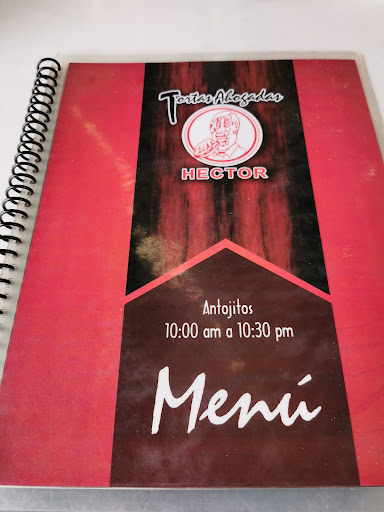 Tortas Ahogadas
HECTOR
Antojitos
10:00 am a 10:30 pm
Menú